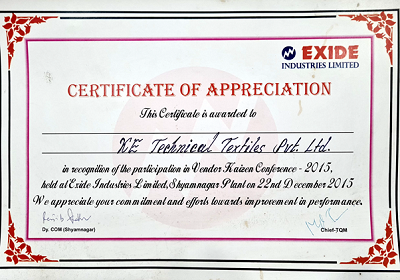 EXIDE
INDUSTRIES LIMITED
CERTIFICATE OF APPRECIATION
This Certificate is awarded to
KE Technical Textiles Pvt. Ltd.
in recognition of the participation in Vendor Kaizen Conference - 2015,
held at Exide Industries Limited, Shyamnagar Plant on 22nd December 2015
We appreciate your commitment and efforts towards improvement in performance.
Dy. COM (Shyamnagar)
Chief-TQM